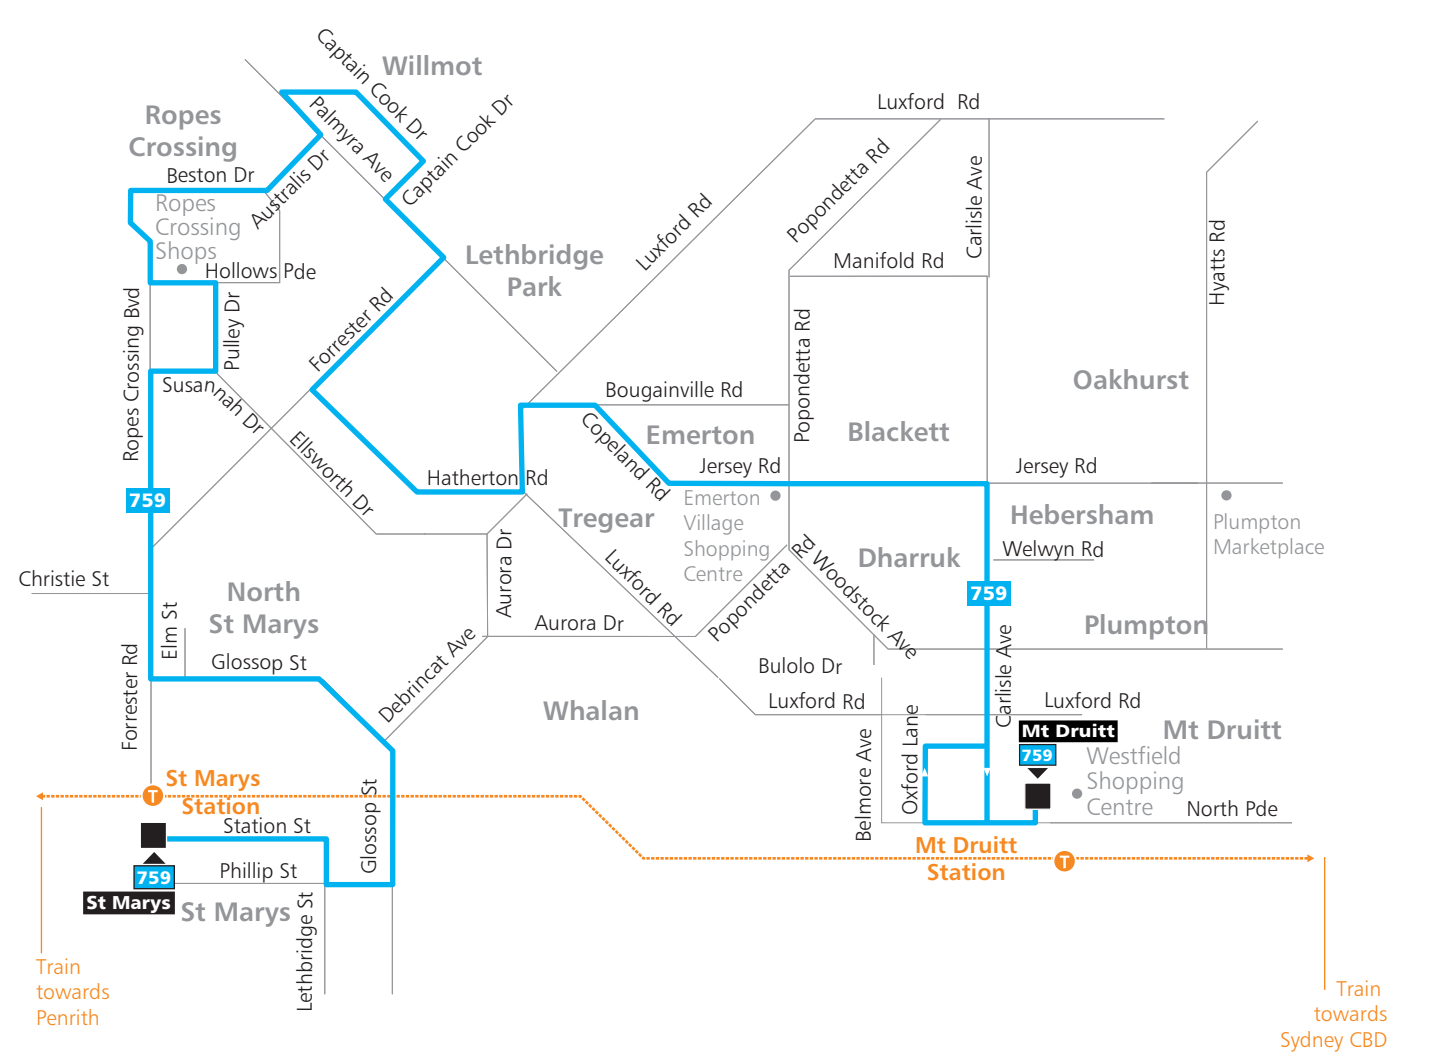 Captain Cook Dr
Willmot
Captain Cook Dr
Palmyra Ave
Ropes
Crossing
Australis Dr
Beston Dr
Ropes
Crossing
Shops
Hollows Pde
Pulley Dr
Ropes Crossing Bvd
Susannah Dr
Forrester Rd
Lethbridge
Park
Luxford Rd
Luxford Rd
Popondetta Rd
Carlisle Ave
Manifold Rd
Hyatts Rd
Popondetta Rd
Oakhurst
Bougainville Rd
Emerton
Copeland Rd
Blackett
Jersey Rd
Jersey Rd
Ellsworth Dr
Hatherton Rd
759
Tregear
Emerton
Village
Shopping
Centre
Hebersham
Plumpton
Marketplace
Welwyn Rd
Dharruk
Popondetta Rd
Woodstock Ave
759
Christie St
North
St Marys
Elm St
Aurora Dr
Luxford Rd
Aurora Dr
Plumpton
Glossop St
Forrester Rd
Debrincat Ave
Bulolo Dr
Carlisle Ave
Whalan
Luxford Rd
Luxford Rd
Mt Druitt
Mt Druitt
759
Westfield
Shopping
Centre
Oxford Lane
Belmore Ave
North Pde
St Marys
Station
T
Station St
Glossop St
Phillip St
759
St Marys
St Marys
Lethbridge St
Mt Druitt
Station
T
Train
towards
Penrith
Train
towards
Sydney CBD